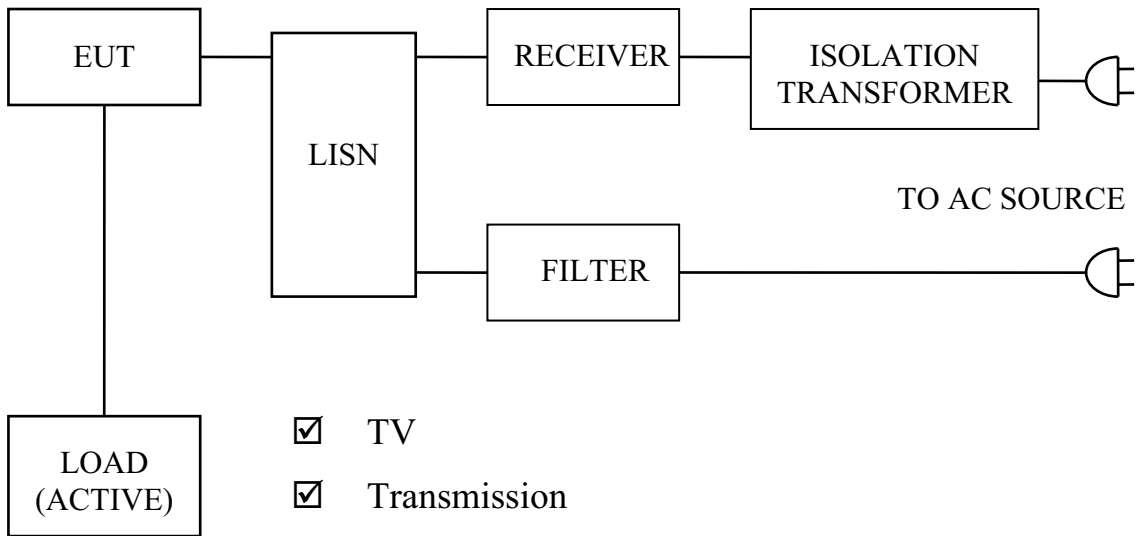 EUT
LISN
RECEIVER
ISOLATION
TRANSFORMER
TO AC SOURCE
FILTER
LOAD
(ACTIVE)
☑ TV
☑ Transmission